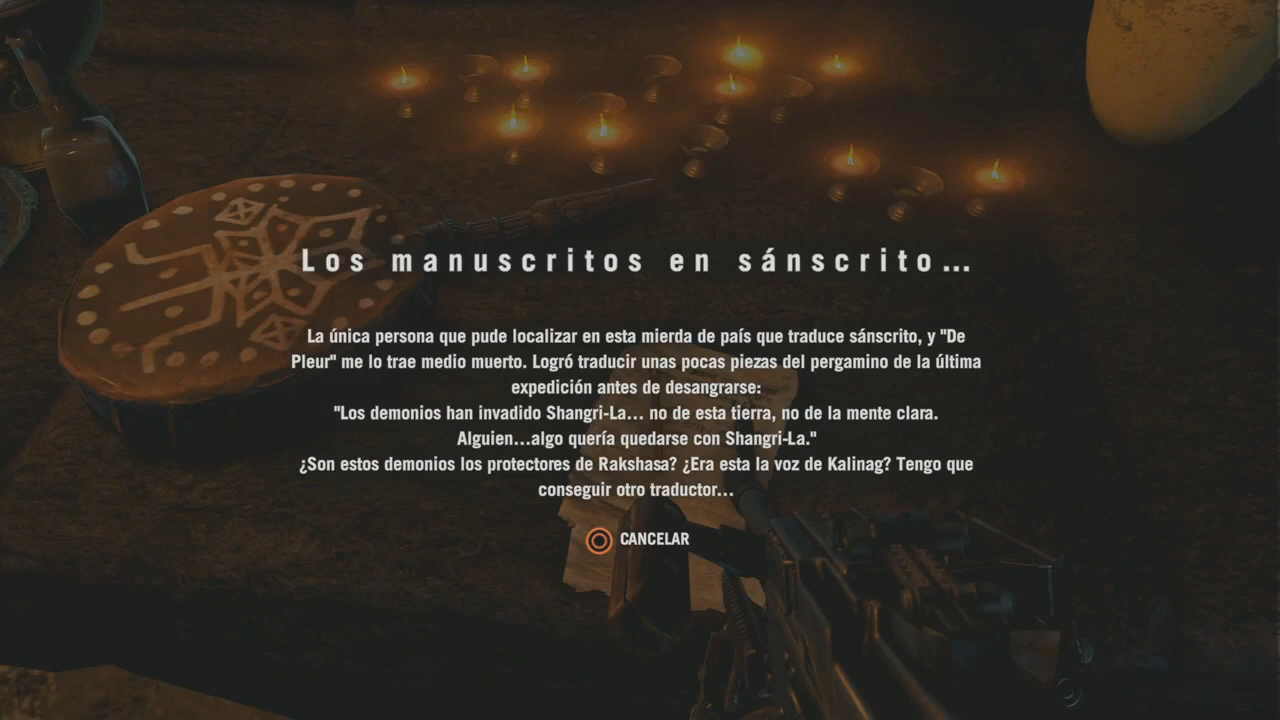 Los manuscritos en sánscrito...
La única persona que pude localizar en esta mierda de país que traduce sánscrito, y "De
Pleur" me lo trae medio muerto. Logró traducir unas pocas piezas del pergamino de la última
expedición antes de desangrarse:
"Los demonios han invadido Shangri-La... no de esta tierra, no de la mente clara.
Alguien...algo quería quedarse con Shangri-La."
¿Son estos demonios los protectores de Rakshasa? ¿Era esta la voz de Kalinag? Tengo que
conseguir otro traductor...
CANCELAR